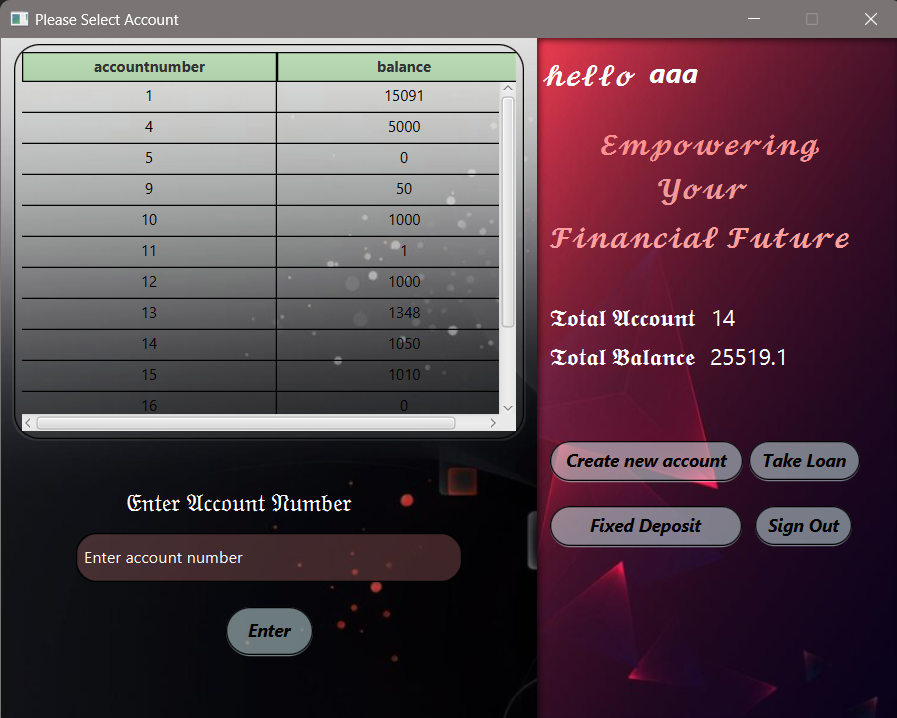 Please Select Account
accountnumber balance
1 15091
4 5000
5 0
9 50
10 1000
11 1
12 1000
13 1348
14 1050
15 1010
16 0
Enter Account Number
Enter account number
Enter
hello aaa
Empowering
Your
Financial Future
Total Account 14
Total Balance 25519.1
Create new account Take Loan
Fixed Deposit Sign Out